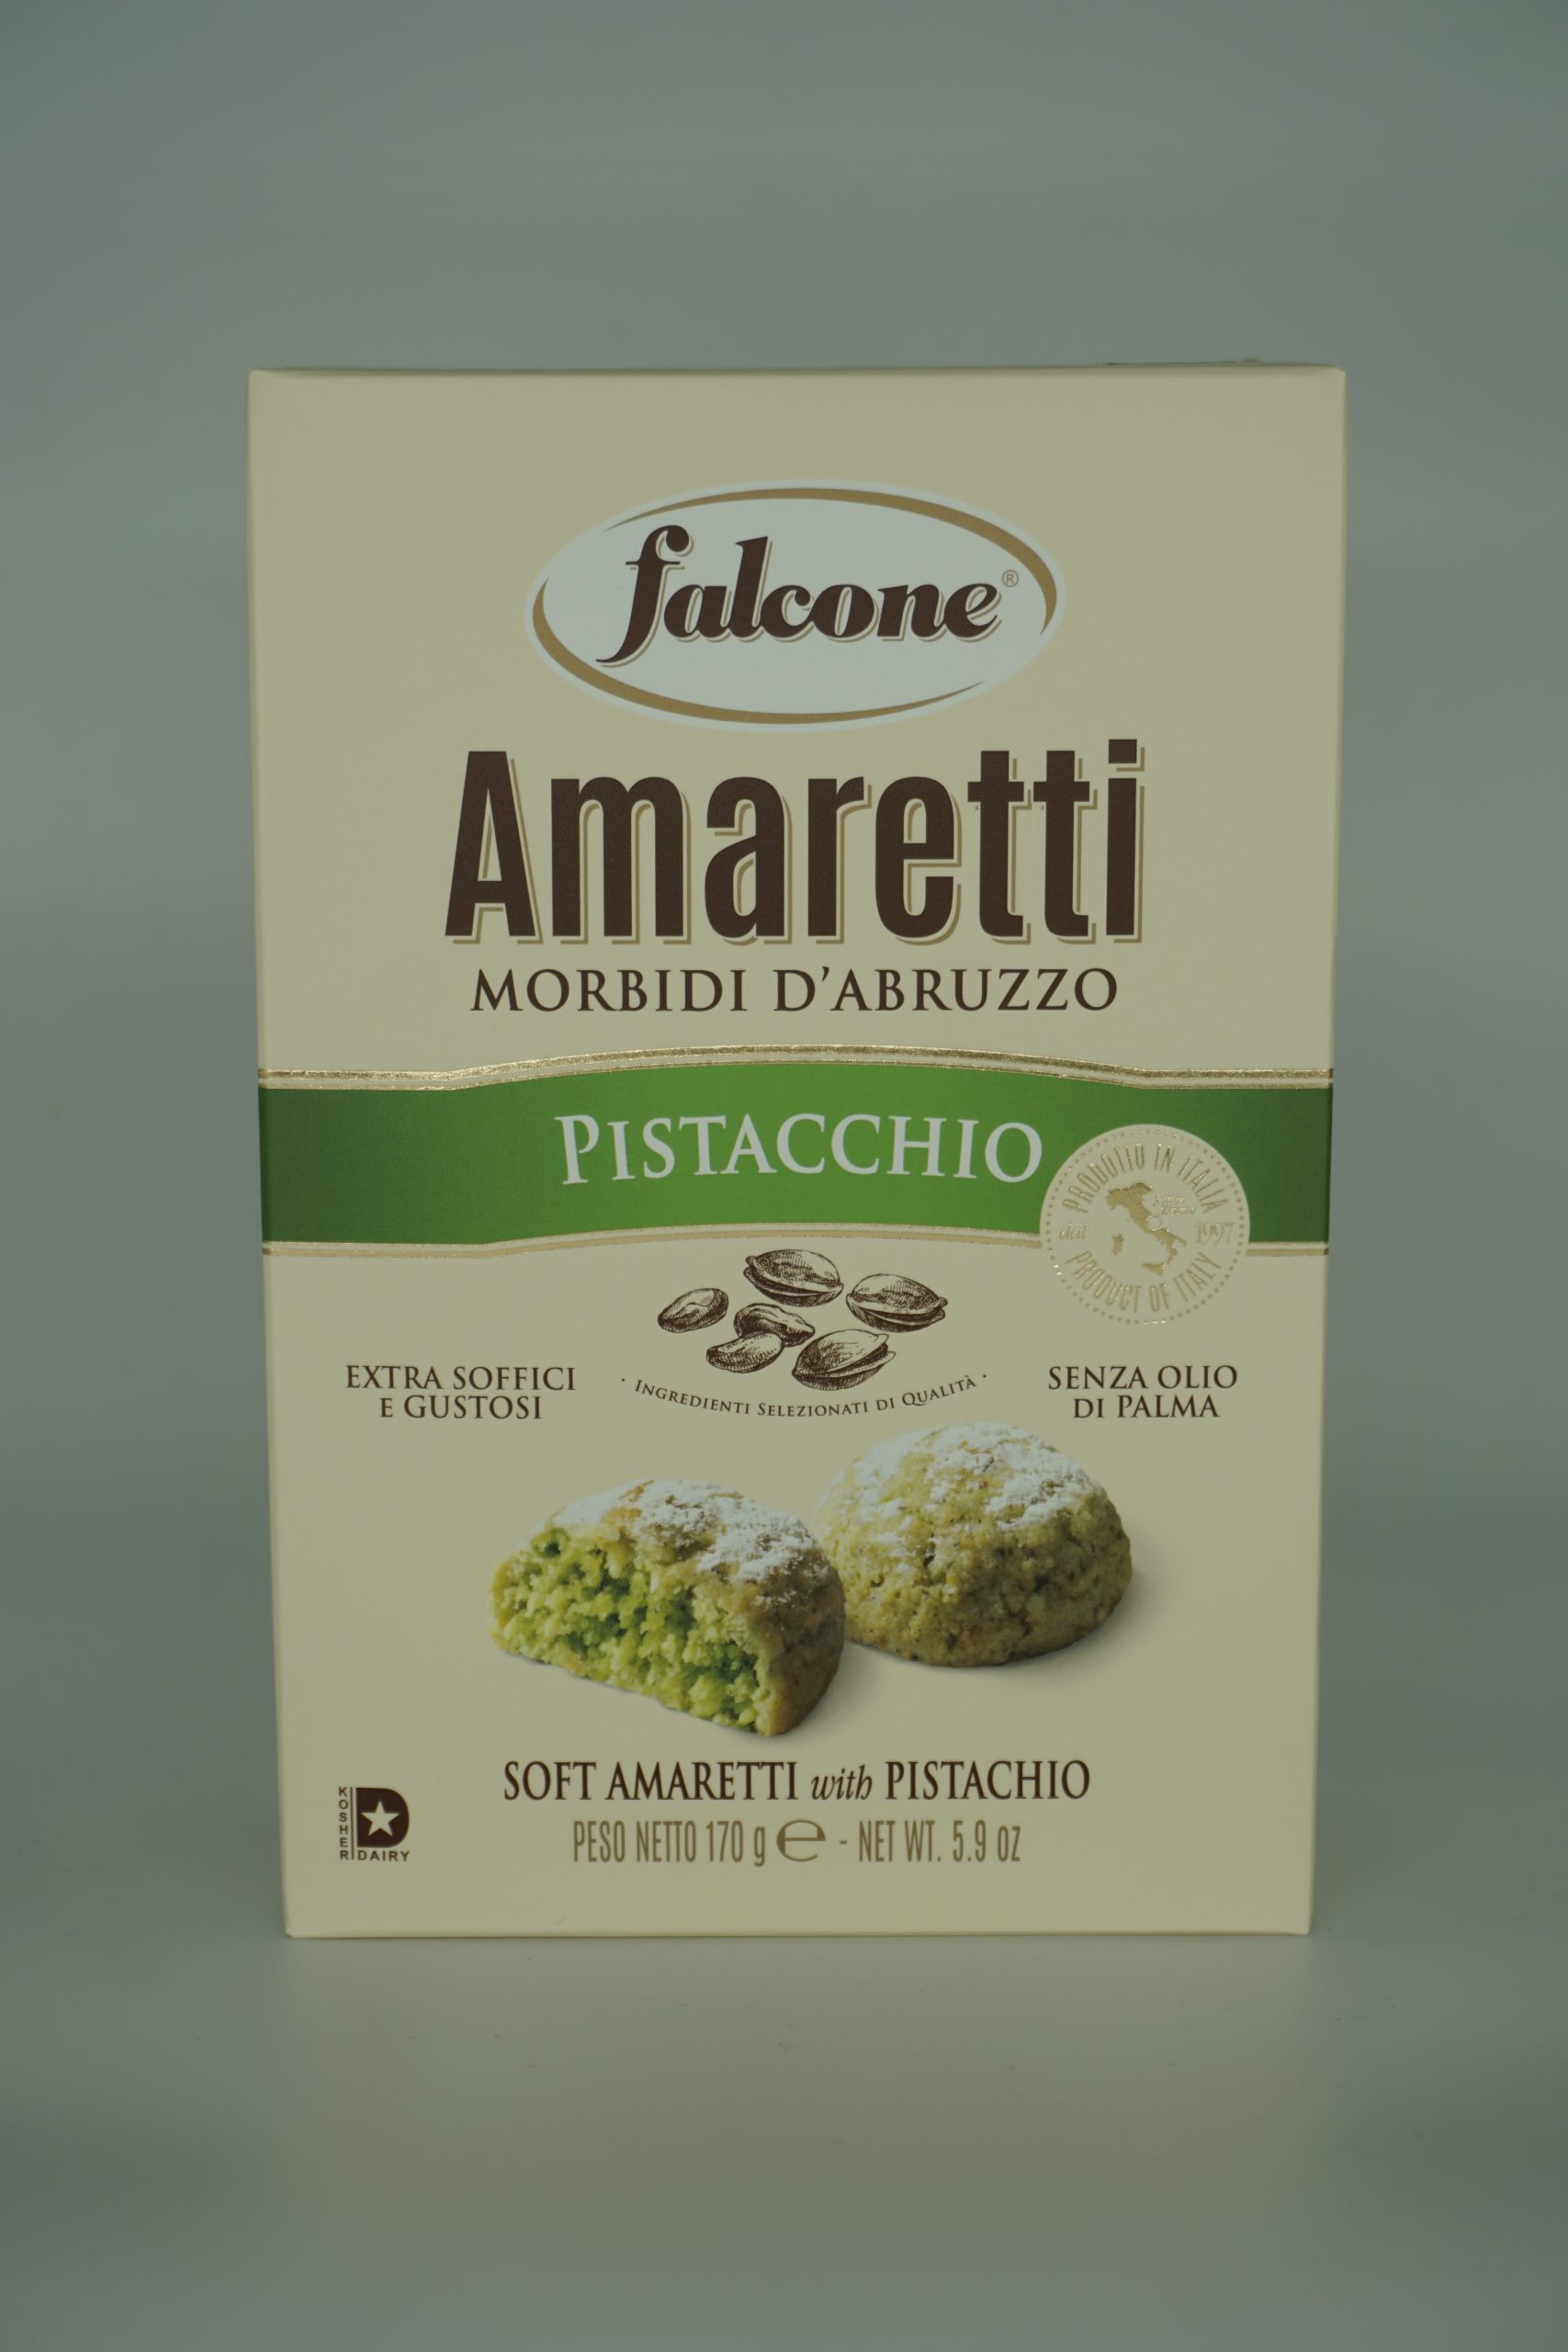 falcone®
Amaretti
MORBIDI D'ABRUZZO
PISTACCHIO
PRODOTTO IN ITALIA
dal 1997
PRODUCT OF ITALY
EXTRA SOFFICI
E GUSTOSI
· INGREDIENTI SELEZIONATI DI QUALITÀ ·
SENZA OLIO
DI PALMA
SOFT AMARETTI with PISTACHIO
PESO NETTO 170 g ℮ - NET WT. 5.9 oz
KOSHER
D
DAIRY